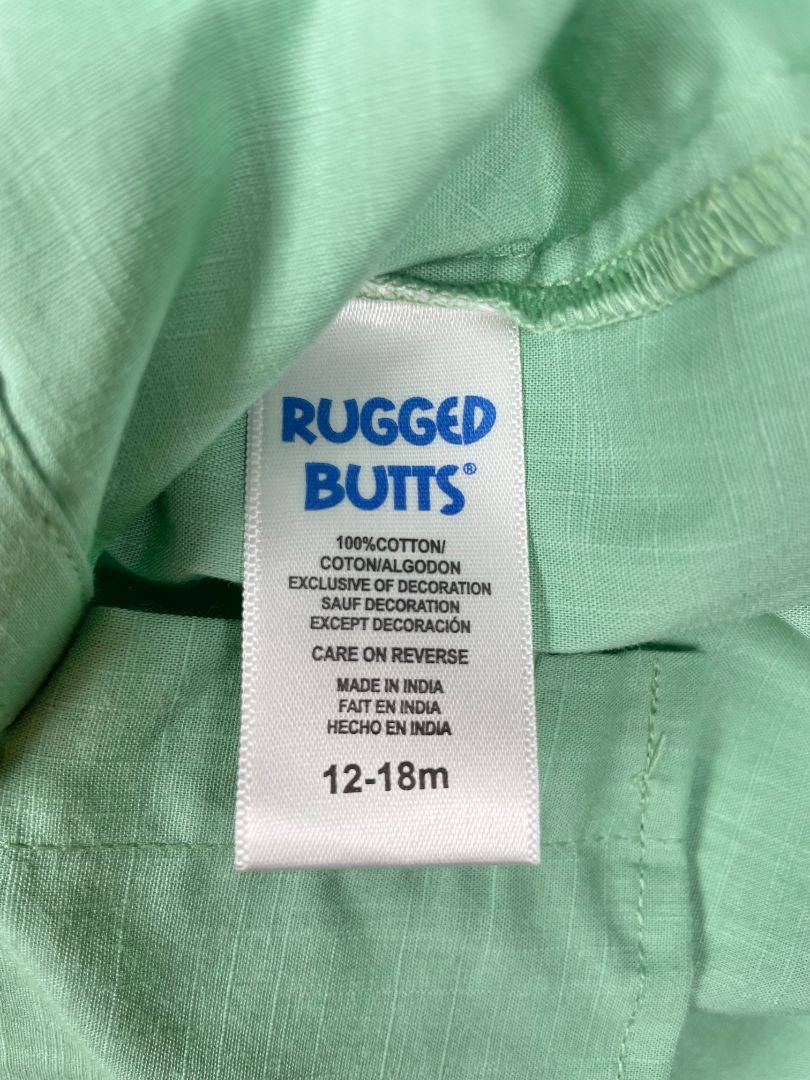 RUGGED
BUTTS®
100%COTTON/
COTON/ALGODON
EXCLUSIVE OF DECORATION
SAUF DECORATION
EXCEPT DECORACIÓN
CARE ON REVERSE
MADE IN INDIA
FAIT EN INDIA
HECHO EN INDIA
12-18m